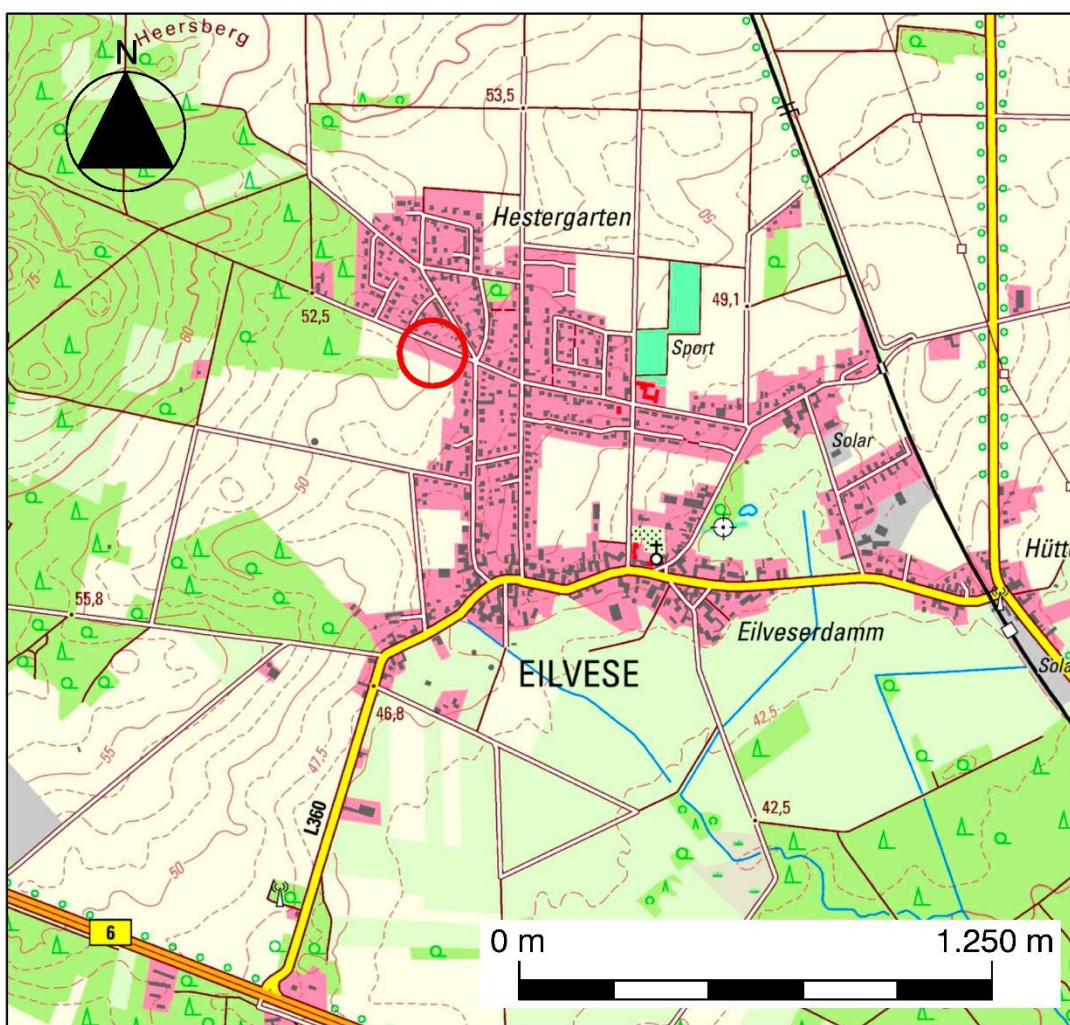 N
Heersberg
53,5
Hestergarten
50
75
60
52,5
49,1
Sport
Solar
50
Hütt
55,8
Eilveserdamm
EILVESE
Sola
46,8
42,5
47,5
55
L360
42,5
50
6
0 m
1.250 m